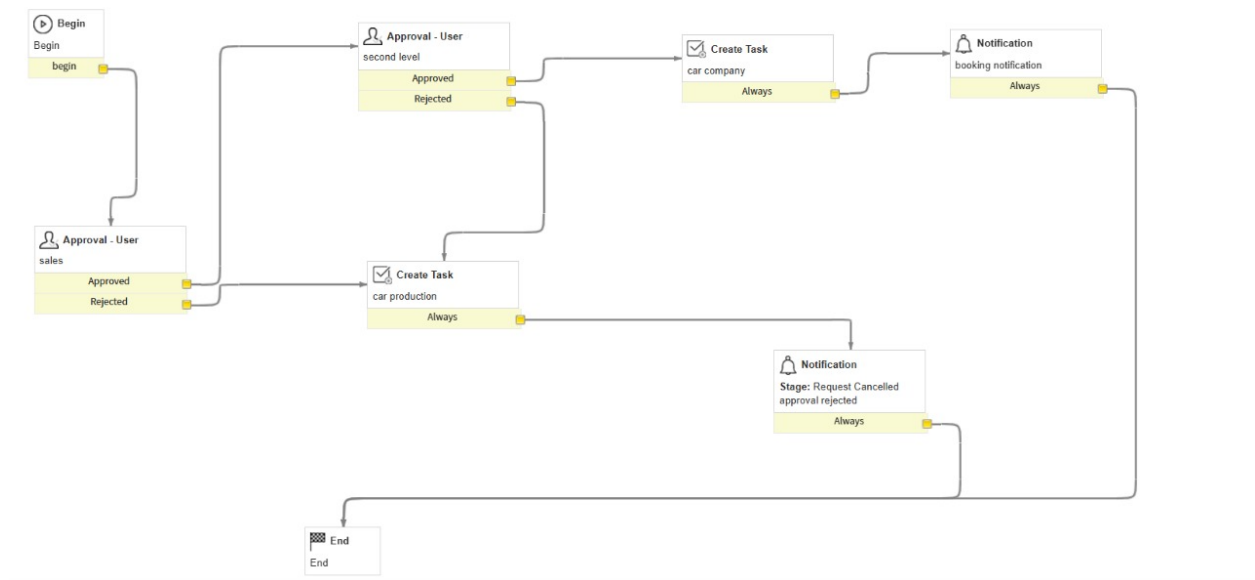 Begin
Begin
begin
Approval - User
second level
Approved
Rejected
Create Task
car company
Always
Notification
booking notification
Always
Approval - User
sales
Approved
Rejected
Create Task
car production
Always
Notification
Stage: Request Cancelled
approval rejected
Always
End
End